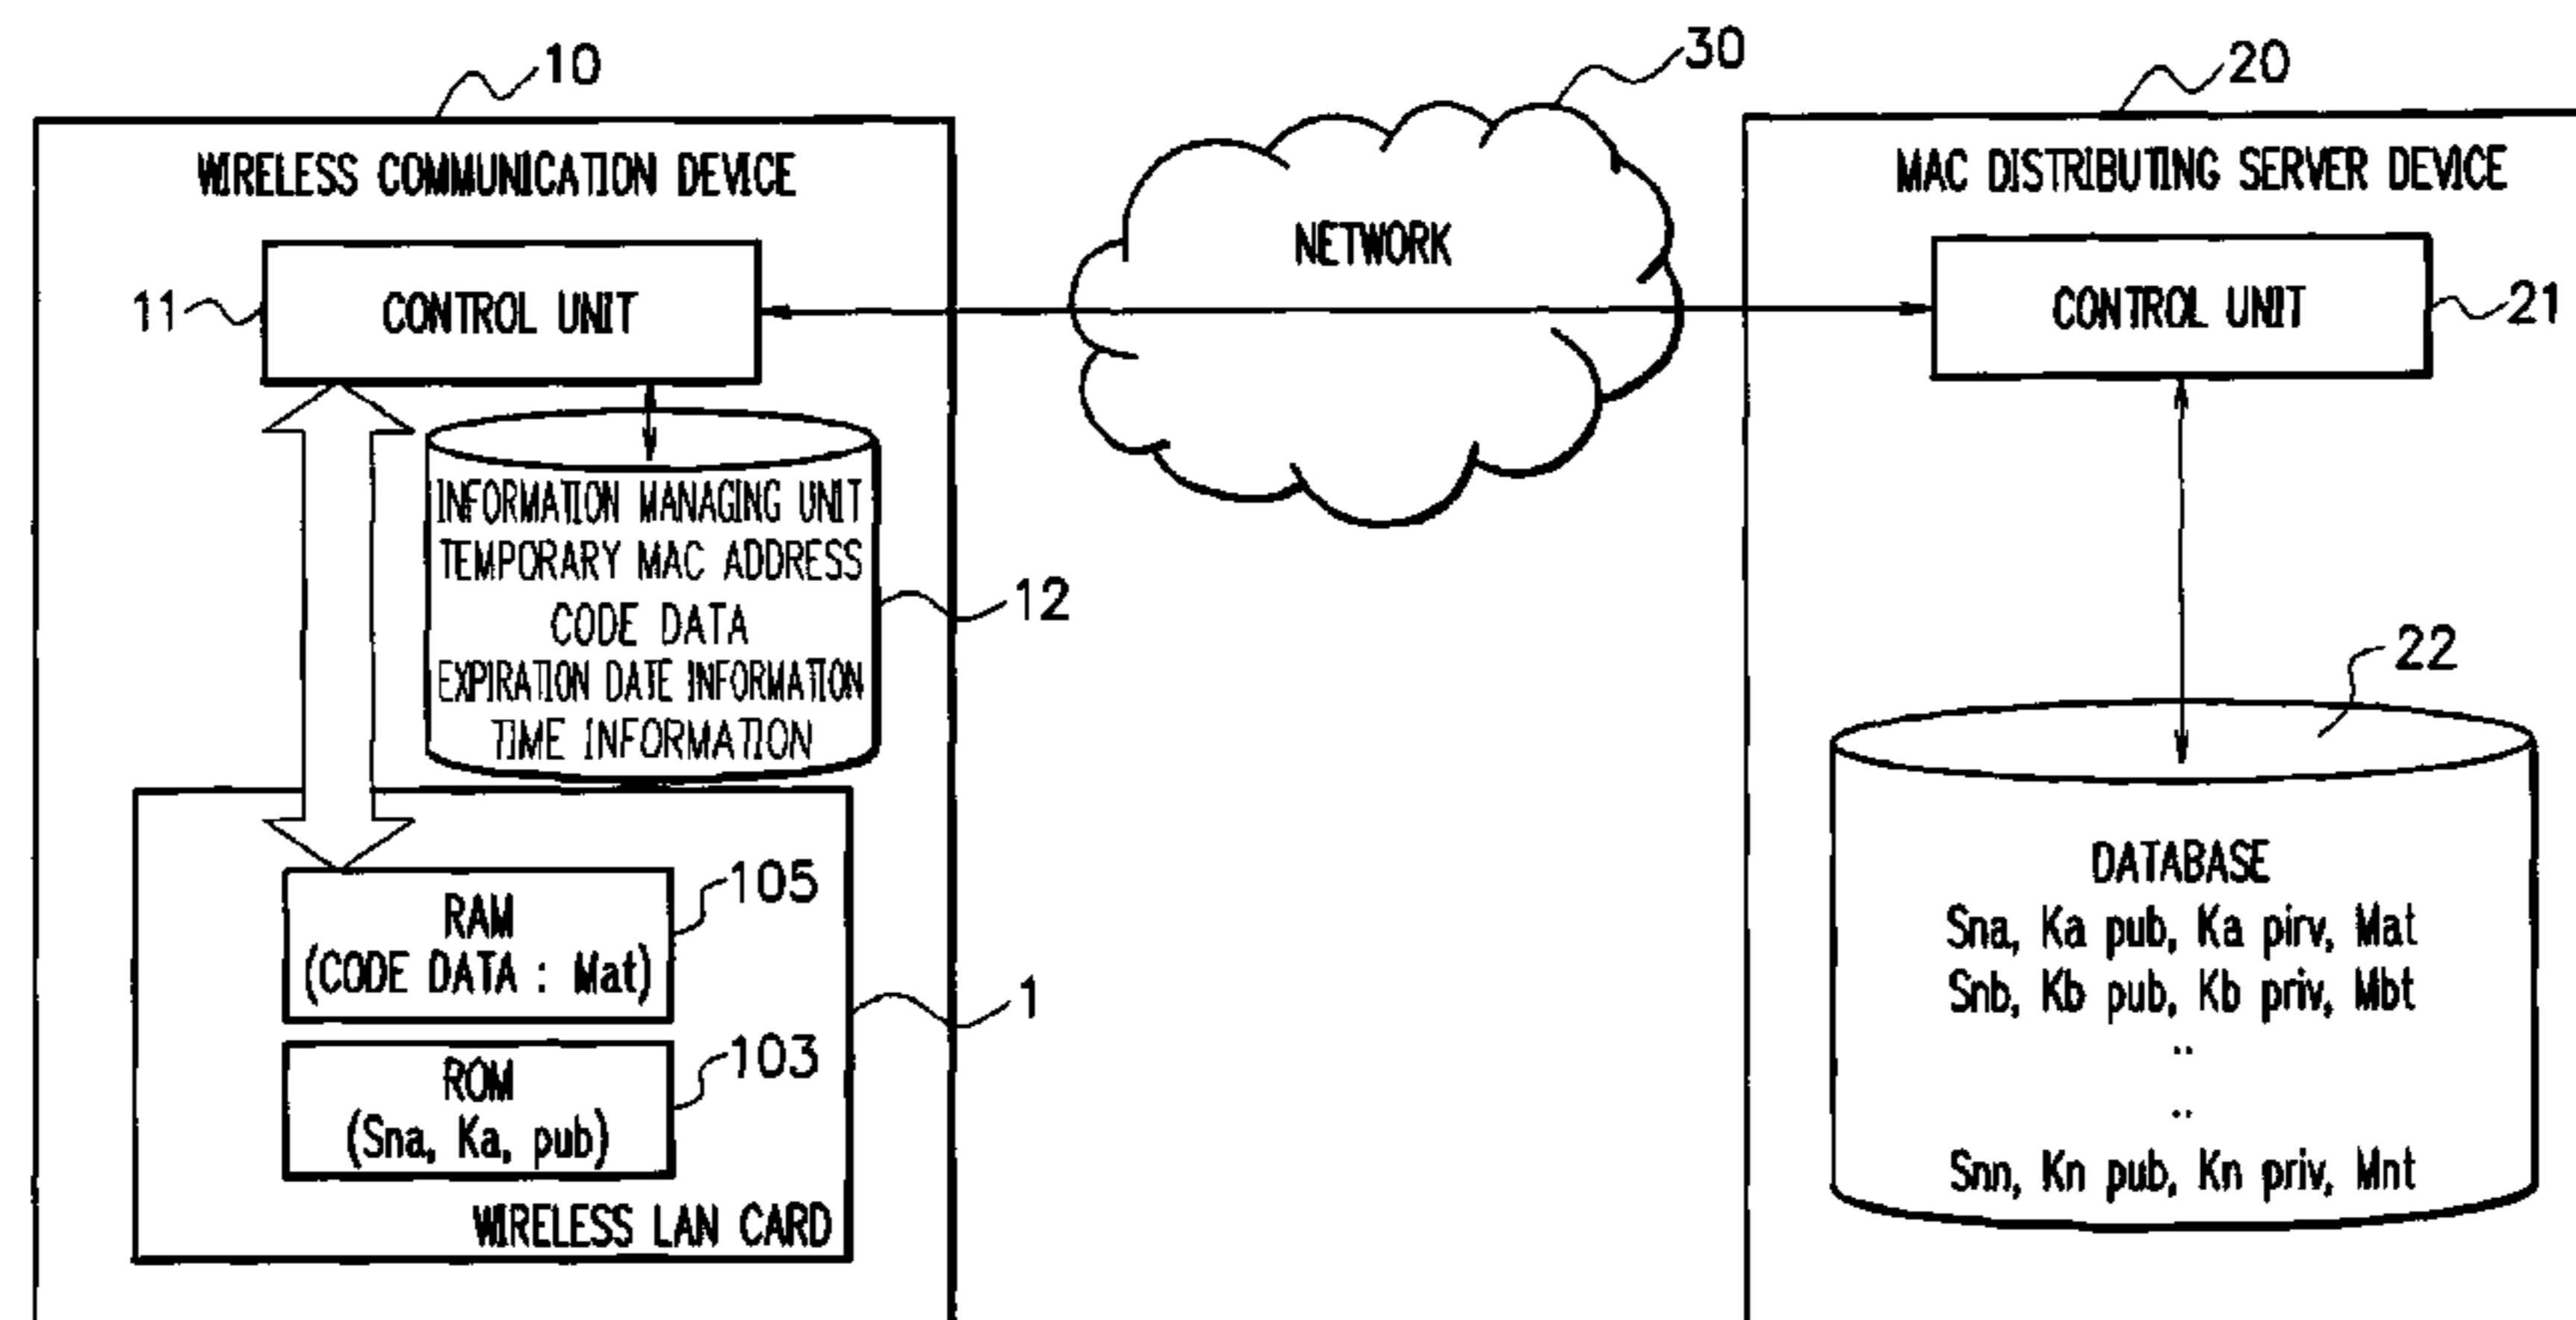 10
WIRELESS COMMUNICATION DEVICE
11
CONTROL UNIT
INFORMATION MANAGING UNIT
TEMPORARY MAC ADDRESS
CODE DATA
EXPIRATION DATE INFORMATION
TIME INFORMATION
12
RAM
(CODE DATA : Mat)
105
ROM
(Sna, Ka, pub)
103
WIRELESS LAN CARD
1
30
NETWORK
20
MAC DISTRIBUTING SERVER DEVICE
CONTROL UNIT
21
22
DATABASE
Sna, Ka pub, Ka pirv, Mat
Snb, Kb pub, Kb priv, Mbt
..
..
Snn, Kn pub, Kn priv, Mnt